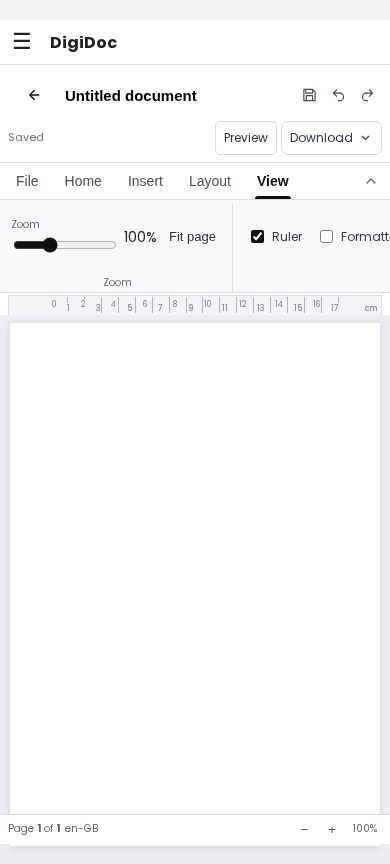 DigiDoc
Untitled document
Saved
Preview
Download
File Home Insert Layout View
Zoom
100%
Fit page
Ruler
Formatti
Zoom
0 1 2 3 4 5 6 7 8 9 10 11 12 13 14 15 16 17 cm
Page 1 of 1 en-GB
− + 100%